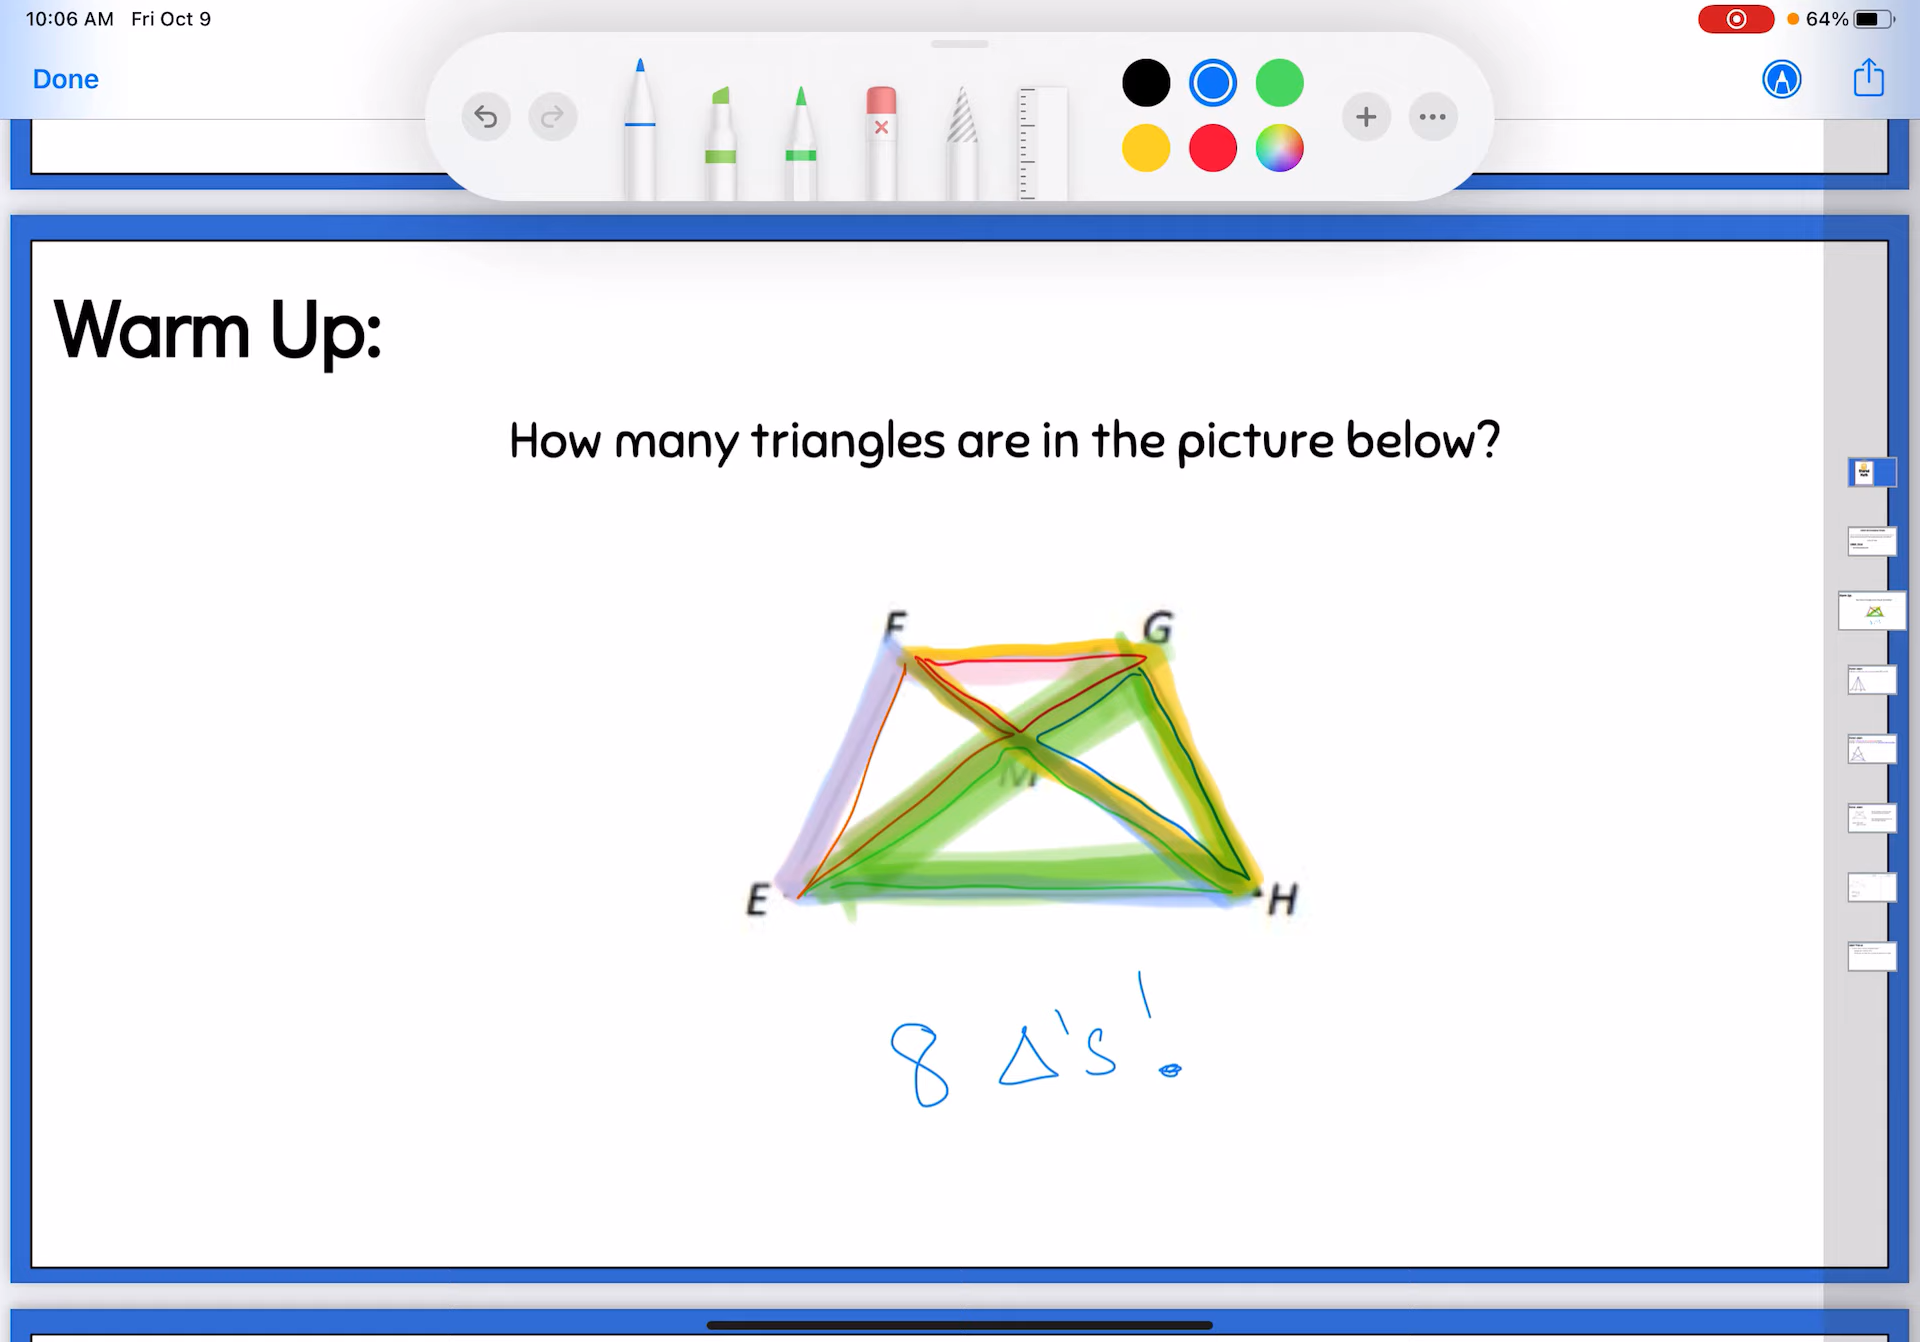 10:06 AM Fri Oct 9
64%
Done
Warm Up:
How many triangles are in the picture below?
F
G
M
E
H
8 Δ's!